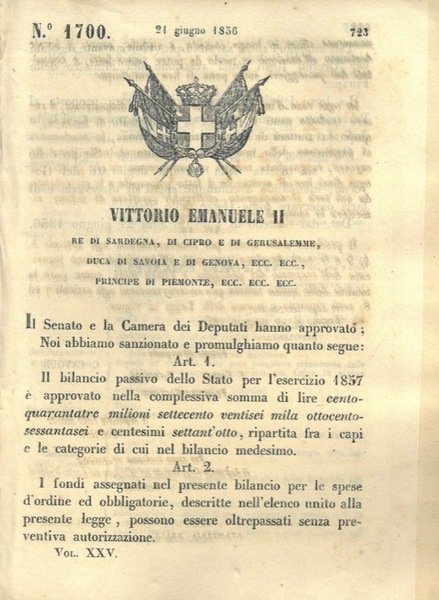 N.° 1700.
21 giugno 1856
723
VITTORIO EMANUELE II
RE DI SARDEGNA, DI CIPRO E DI GERUSALEMME,
DUCA DI SAVOIA E DI GENOVA, ECC. ECC.,
PRINCIPE DI PIEMONTE, ECC. ECC. ECC.
Il Senato e la Camera dei Deputati hanno approvato;
Noi abbiamo sanzionato e promulghiamo quanto segue:
Art. 1.
Il bilancio passivo dello Stato per l'esercizio 1857
è approvato nella complessiva somma di lire cento-
quarantatre milioni settecento ventisei mila ottocento-
sessantasei e centesimi settant'otto, ripartita fra i capi
e le categorie di cui nel bilancio medesimo.
Art. 2.
I fondi assegnati nel presente bilancio per le spese
d'ordine ed obbligatorie, descritte nell'elenco unito alla
presente legge, possono essere oltrepassati senza pre-
ventiva autorizzazione.
VOL. XXV.